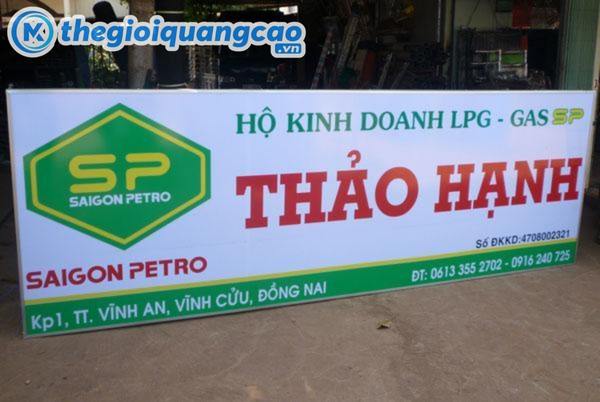 thegioiquangcao
.vn
HỘ KINH DOANH LPG - GAS SP
SP
SAIGON PETRO
THẢO HẠNH
SAIGON PETRO
Số ĐKKD:4708002321
Kp1, TT. VĨNH AN, VĨNH CỬU, ĐỒNG NAI
ĐT: 0613 355 2702 - 0916 240 725